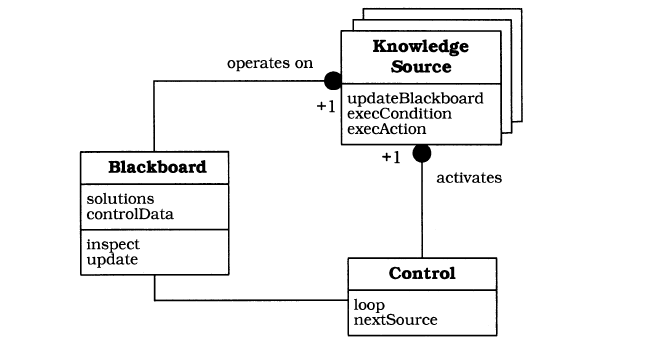 Knowledge
Source
operates on
+1
updateBlackboard
execCondition
execAction
+1
activates
Blackboard
solutions
controlData
inspect
update
Control
loop
nextSource